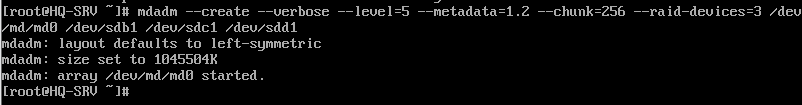 [root@HQ-SRV ~]# mdadm --create --verbose --level=5 --metadata=1.2 --chunk=256 --raid-devices=3 /dev
/md/md0 /dev/sdb1 /dev/sdc1 /dev/sdd1
mdadm: layout defaults to left-symmetric
mdadm: size set to 1045504K
mdadm: array /dev/md/md0 started.
[root@HQ-SRV ~]#